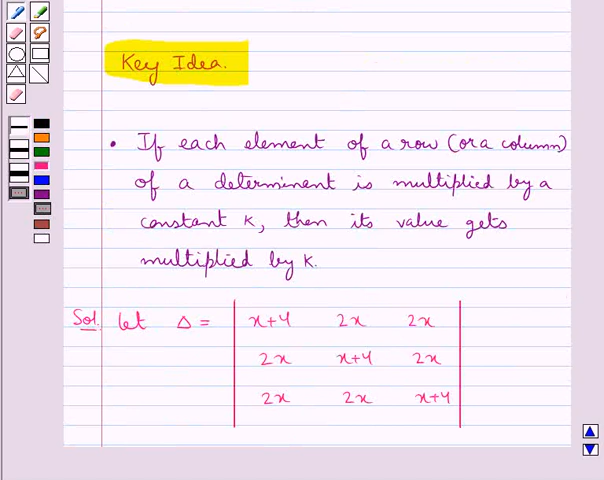 Key Idea.
• If each element of a row (or a column)
of a determinent is multiplied by a
constant k, then its value gets
multiplied by k.
Sol. Let Δ = | x+4 2x 2x |
2x x+4 2x
2x 2x x+4